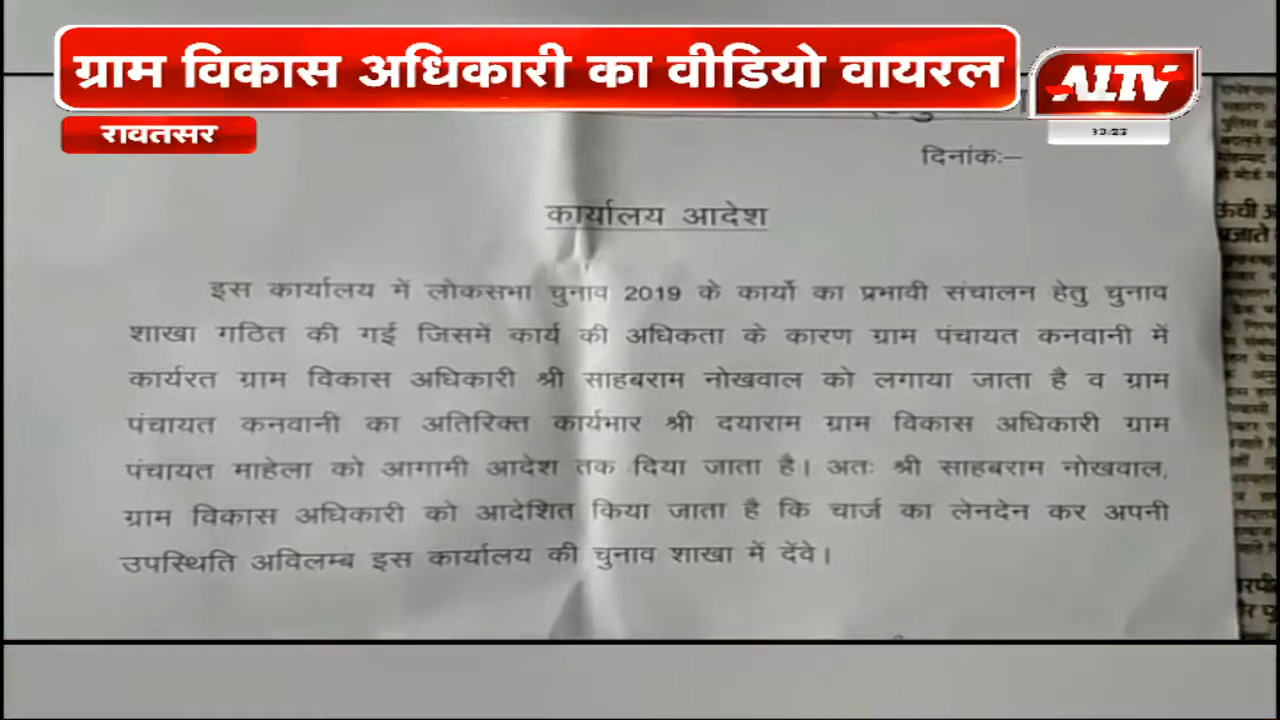 ग्राम विकास अधिकारी का वीडियो वायरल
ALTV
रावतसर
13:23
दिनांकः–
कार्यालय आदेश
इस कार्यालय में लोकसभा चुनाव 2019 के कार्यो का प्रभावी संचालन हेतु चुनाव
शाखा गठित की गई जिसमें कार्य की अधिकता के कारण ग्राम पंचायत कनवानी में
कार्यरत ग्राम विकास अधिकारी श्री साहबराम नोखवाल को लगाया जाता है व ग्राम
पंचायत कनवानी का अतिरिक्त कार्यभार श्री दयाराम ग्राम विकास अधिकारी ग्राम
पंचायत माहेला को आगामी आदेश तक दिया जाता है। अतः श्री साहबराम नोखवाल,
ग्राम विकास अधिकारी को आदेशित किया जाता है कि चार्ज का लेनदेन कर अपनी
उपस्थिति अविलम्ब इस कार्यालय की चुनाव शाखा में देंवे।